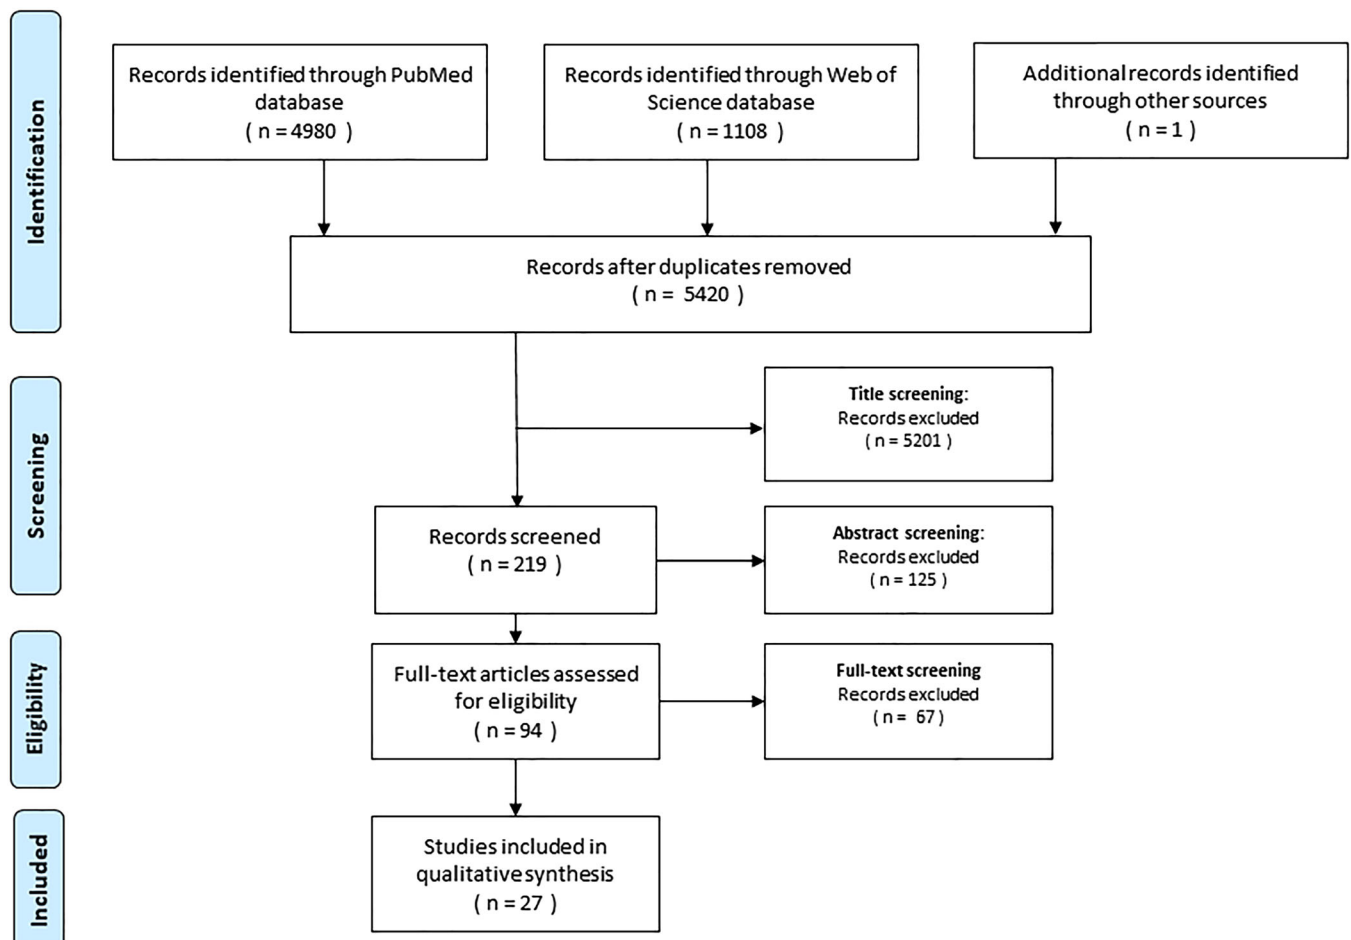 Identification
Records identified through PubMed
database
( n = 4980 )
Records identified through Web of
Science database
( n = 1108 )
Additional records identified
through other sources
( n = 1 )
Records after duplicates removed
( n = 5420 )
Screening
Title screening:
Records excluded
( n = 5201 )
Records screened
( n = 219 )
Abstract screening:
Records excluded
( n = 125 )
Eligibility
Full-text articles assessed
for eligibility
( n = 94 )
Full-text screening
Records excluded
( n = 67 )
Included
Studies included in
qualitative synthesis
( n = 27 )